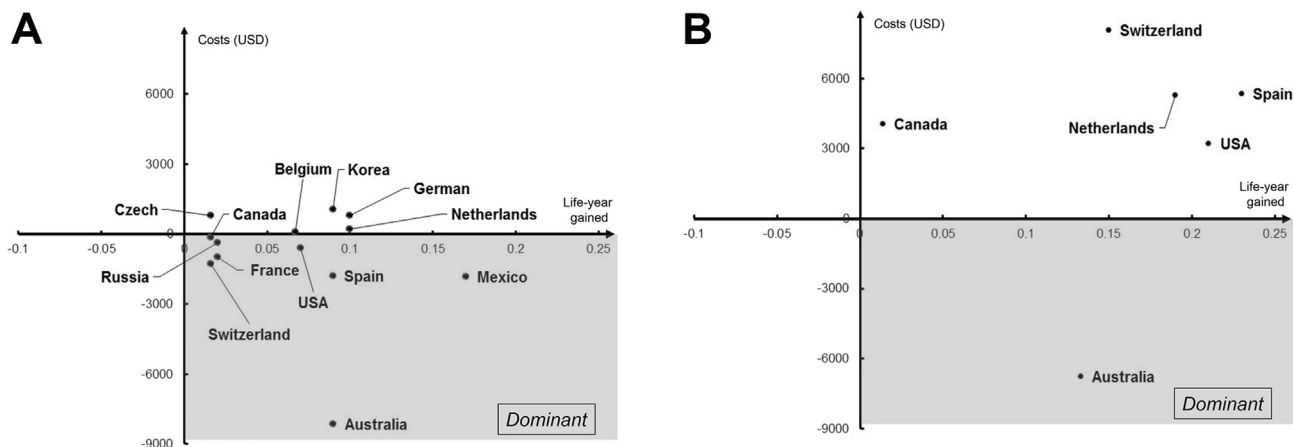 A
Costs (USD)
6000
3000
Belgium
Korea
German
Life-year
gained
Czech
Canada
Netherlands
0
-0.1
-0.05
0
0.05
0.1
0.15
0.2
0.25
Russia
France
Spain
Mexico
USA
-3000
Switzerland
-6000
Australia
Dominant
-9000
B
Costs (USD)
Switzerland
6000
Spain
Canada
Netherlands
USA
3000
Life-year
gained
0
-0.1
-0.05
0
0.05
0.1
0.15
0.2
0.25
-3000
-6000
Australia
Dominant
-9000